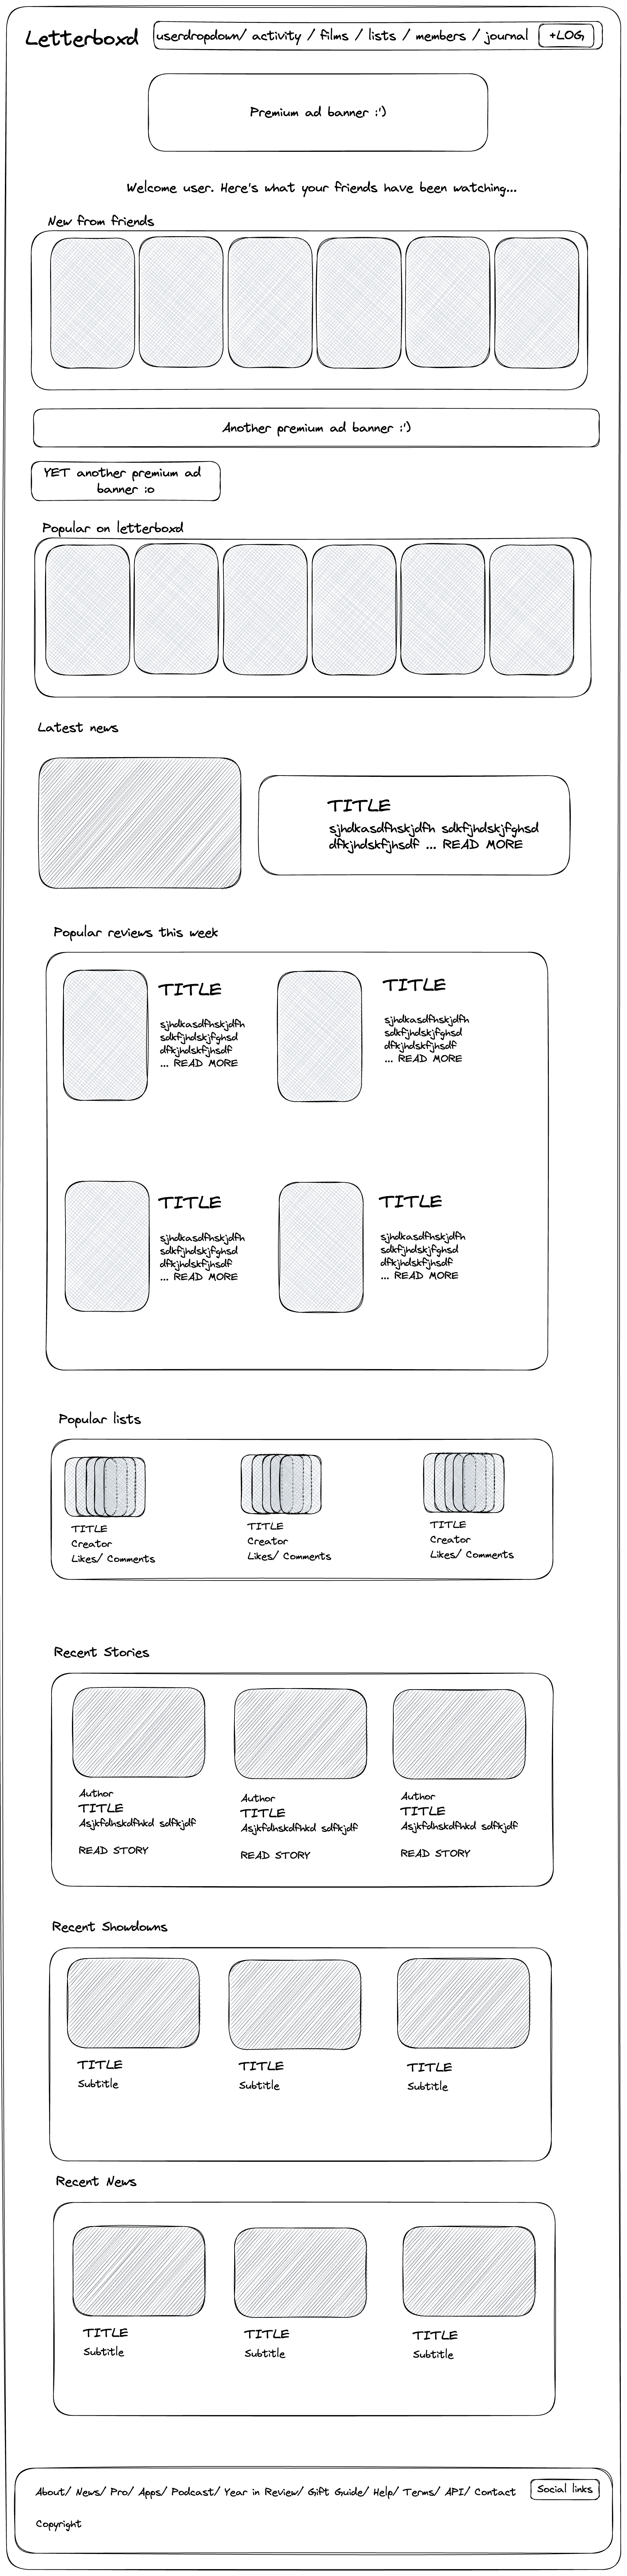 Letterboxd
userdropdown/ activity / films / lists / members / journal
+LOG
Premium ad banner :')
Welcome user. Here's what your friends have been watching...
New from friends
Another premium ad banner :')
YET another premium ad
banner :o
Popular on letterboxd
Latest news
TITLE
sjhdkasdfhskjdfh sdkfjhdskjfghsd
dfkjhdskfjhsdf ... READ MORE
Popular reviews this week
TITLE
sjhdkasdfhskjdfh
sdkfjhdskjfghsd
dfkjhdskfjhsdf
... READ MORE
TITLE
sjhdkasdfhskjdfh
sdkfjhdskjfghsd
dfkjhdskfjhsdf
... READ MORE
TITLE
sjhdkasdfhskjdfh
sdkfjhdskjfghsd
dfkjhdskfjhsdf
... READ MORE
TITLE
sjhdkasdfhskjdfh
sdkfjhdskjfghsd
dfkjhdskfjhsdf
... READ MORE
Popular lists
TITLE
Creator
Likes/ Comments
TITLE
Creator
Likes/ Comments
TITLE
Creator
Likes/ Comments
Recent Stories
Author
TITLE
Asjkfdhskdfhkd sdfkjdf
READ STORY
Author
TITLE
Asjkfdhskdfhkd sdfkjdf
READ STORY
Author
TITLE
Asjkfdhskdfhkd sdfkjdf
READ STORY
Recent Showdowns
TITLE
Subtitle
TITLE
Subtitle
TITLE
Subtitle
Recent News
TITLE
Subtitle
TITLE
Subtitle
TITLE
Subtitle
About/ News/ Pro/ Apps/ Podcast/ Year in Review/ Gift Guide/ Help/ Terms/ API/ Contact
Social links
Copyright